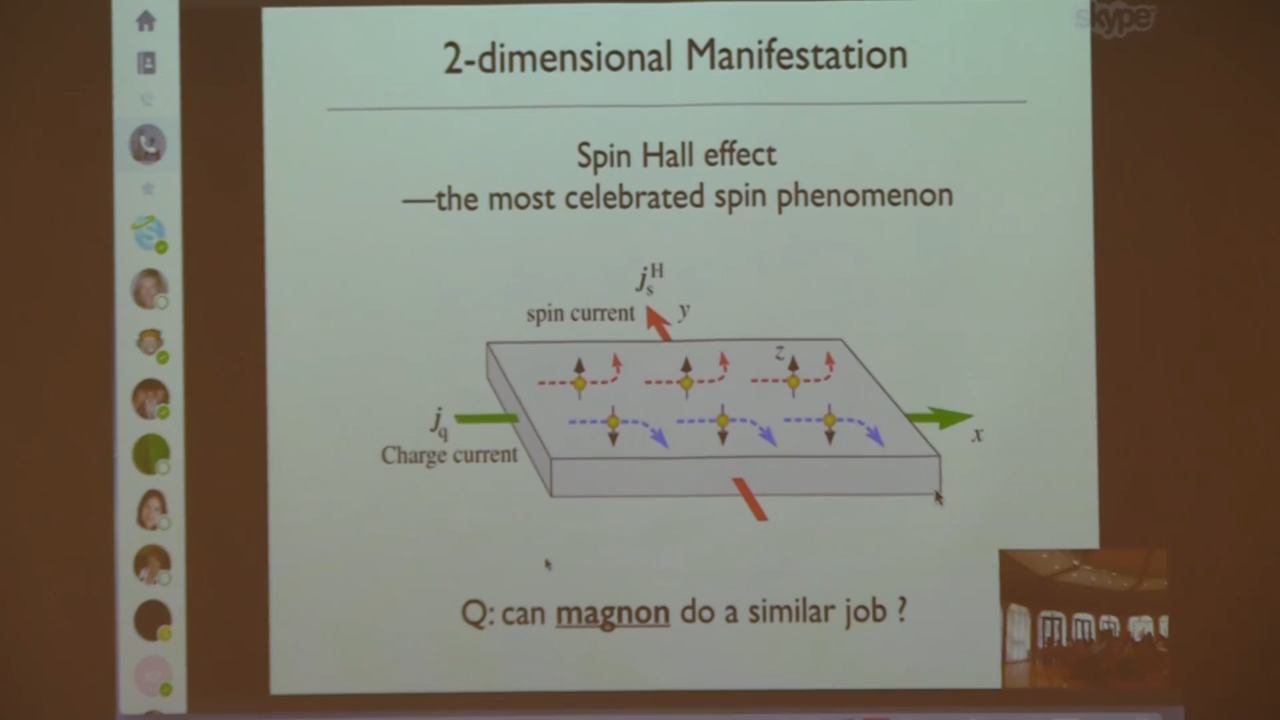 skype
2-dimensional Manifestation
Spin Hall effect
—the most celebrated spin phenomenon
j_s^H
spin current
y
z
j_q
Charge current
x
Q: can magnon do a similar job ?